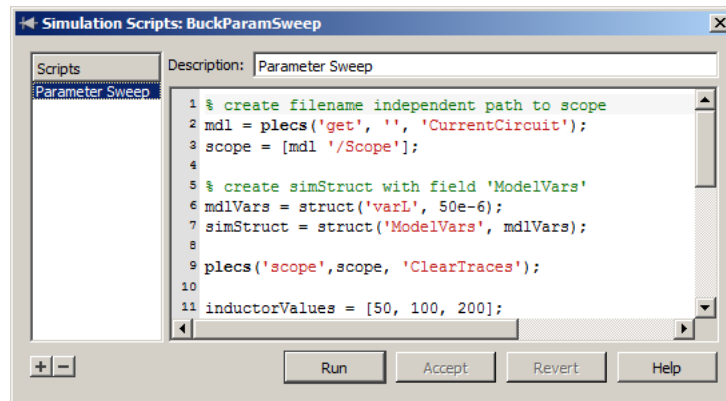 Simulation Scripts: BuckParamSweep
Scripts
Parameter Sweep
Description: Parameter Sweep
1 % create filename independent path to scope
2 mdl = plecs('get', '', 'CurrentCircuit');
3 scope = [mdl '/Scope'];
4
5 % create simStruct with field 'ModelVars'
6 mdlVars = struct('varL', 50e-6);
7 simStruct = struct('ModelVars', mdlVars);
8
9 plecs('scope',scope, 'ClearTraces');
10
11 inductorValues = [50, 100, 200];
Run Accept Revert Help